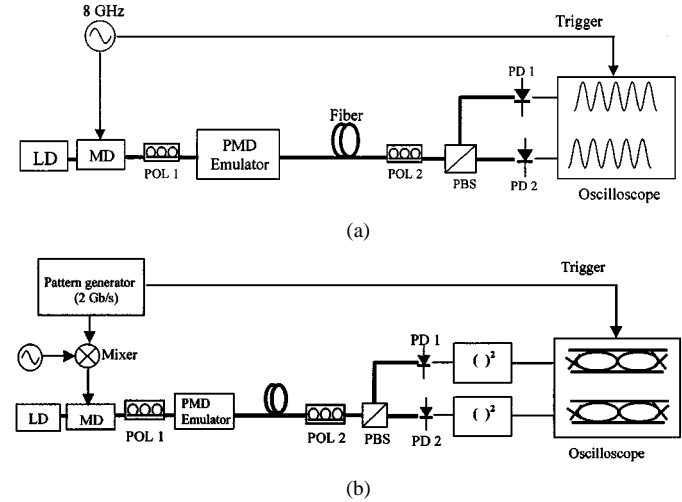 8 GHz
Trigger
PD 1
Fiber
LD
MD
POL 1
PMD
Emulator
POL 2
PBS
PD 2
Oscilloscope
(a)
Pattern generator
(2 Gb/s)
Trigger
Mixer
PD 1
( )²
LD
MD
POL 1
PMD
Emulator
POL 2
PBS
PD 2
( )²
Oscilloscope
(b)